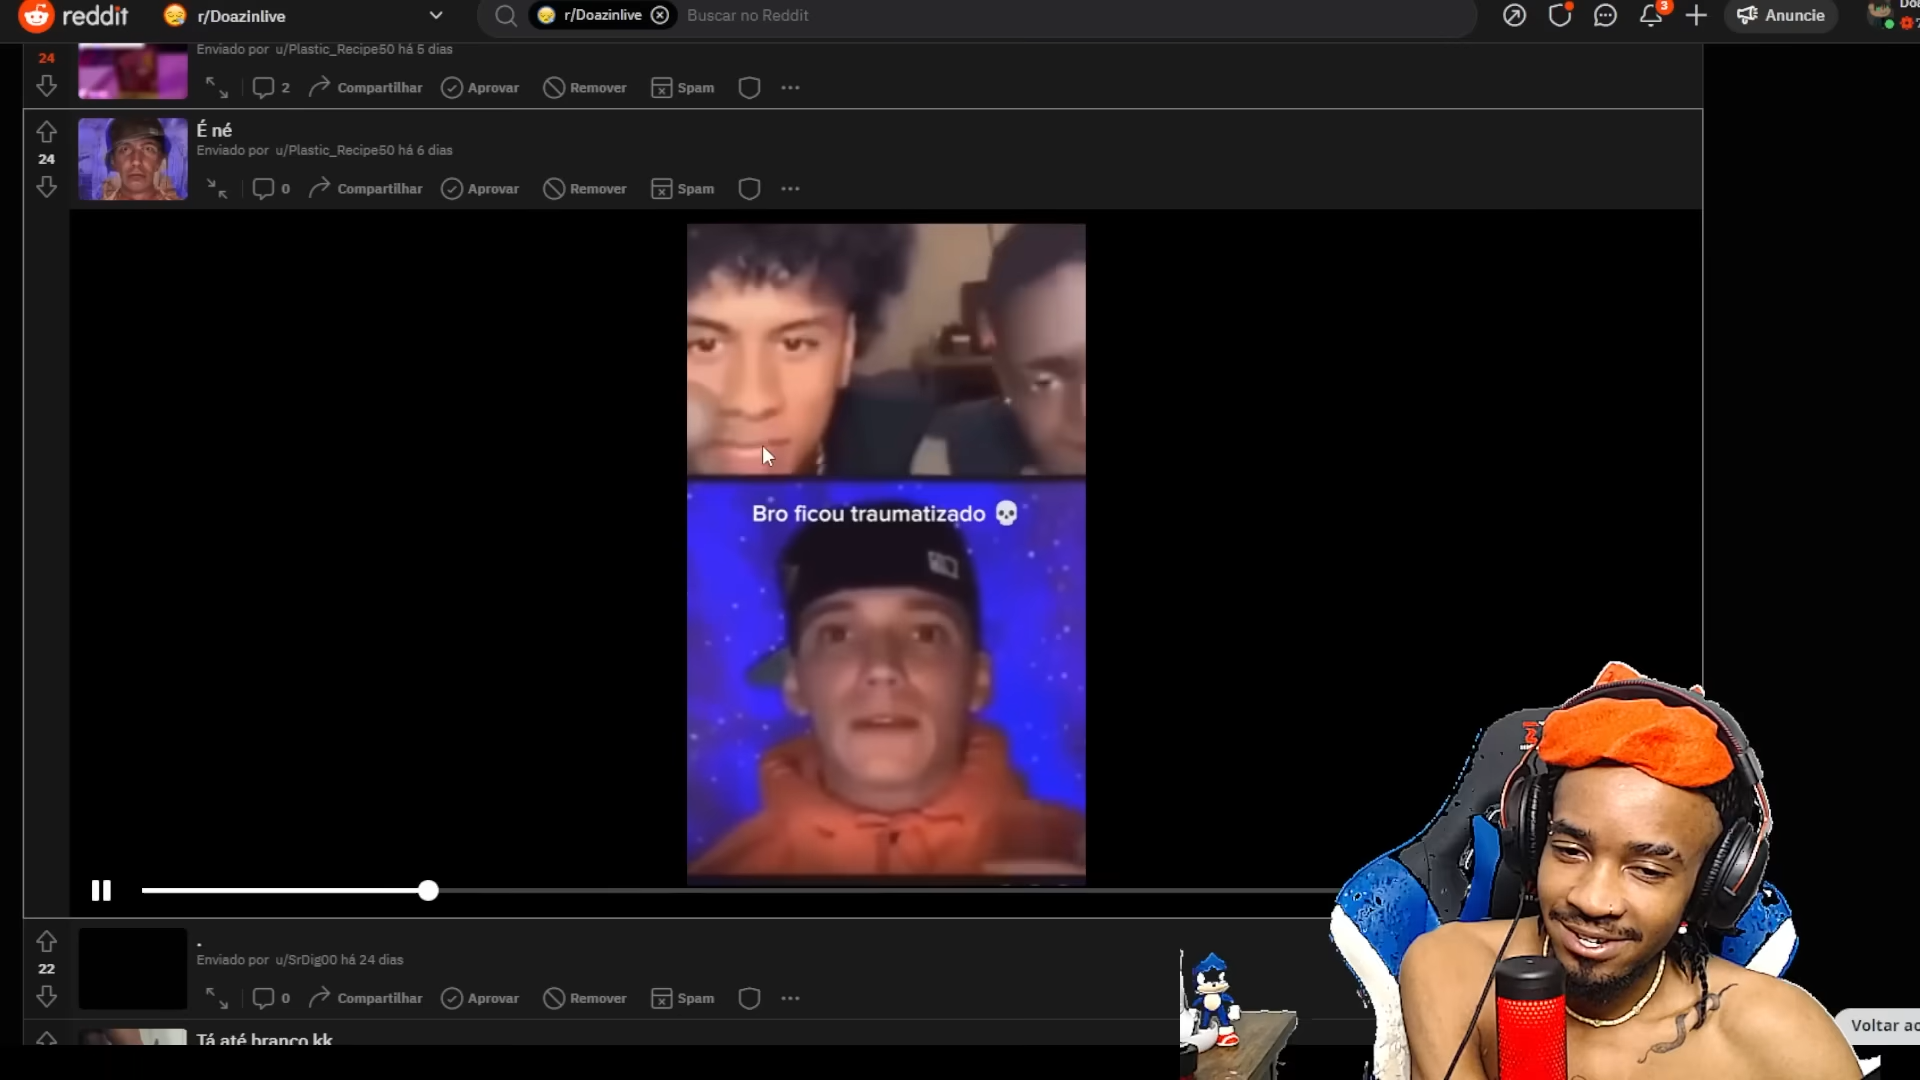 reddit
r/Doazinlive
r/Doazinlive
Buscar no Reddit
3
Anuncie
24
Enviado por u/Plastic_Recipe50 há 5 dias
2 Compartilhar Aprovar Remover Spam
É né
Enviado por u/Plastic_Recipe50 há 6 dias
24
0 Compartilhar Aprovar Remover Spam
Bro ficou traumatizado 💀
.
Enviado por u/SrDig00 há 24 dias
22
0 Compartilhar Aprovar Remover Spam
Voltar ao
Tá até branco kk